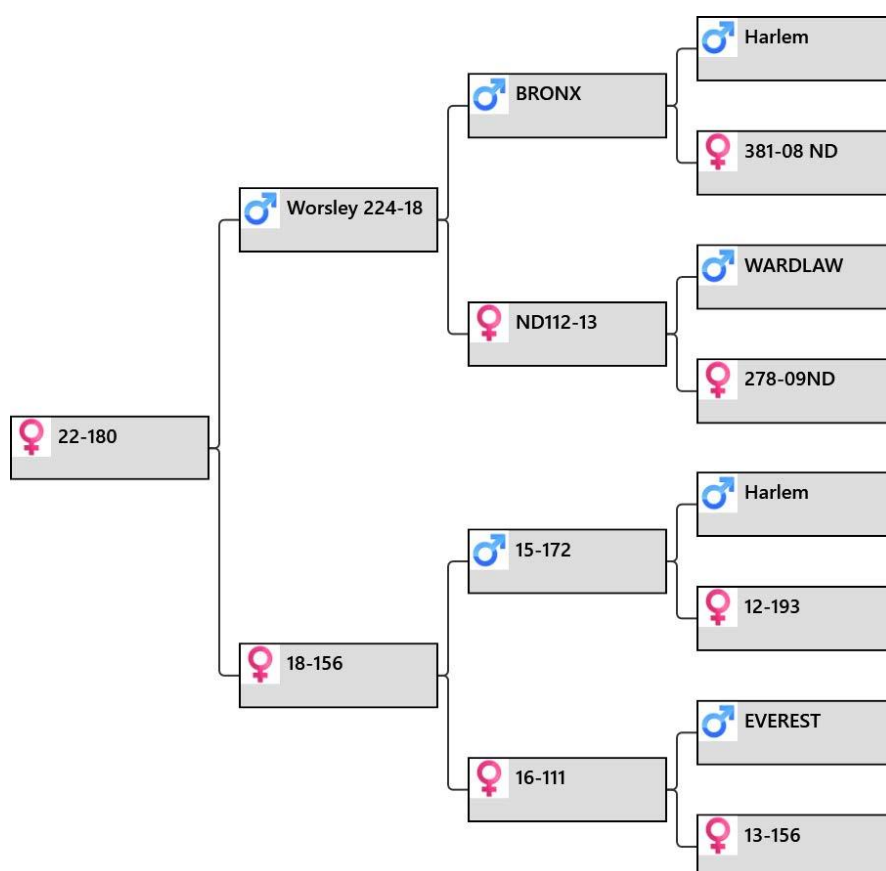 Harlem
BRONX
381-08 ND
Worsley 224-18
WARDLAW
ND112-13
278-09ND
22-180
Harlem
15-172
12-193
18-156
EVEREST
16-111
13-156